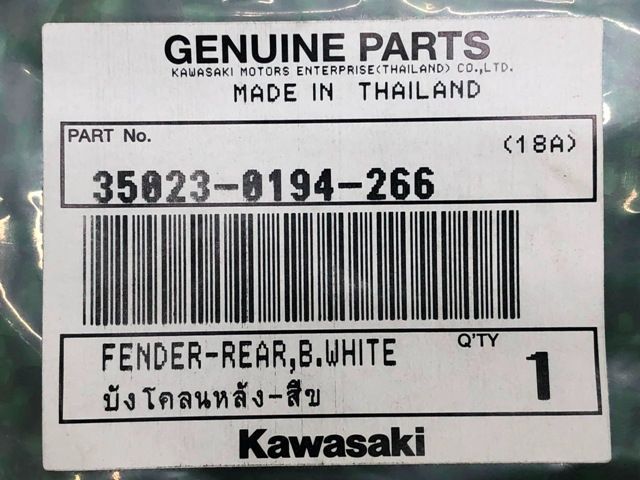 GENUINE PARTS
KAWASAKI MOTORS ENTERPRISE(THAILAND) CO.,LTD.
MADE IN THAILAND
PART No.
(18A)
35023-0194-266
FENDER-REAR,B.WHITE
Q'TY
1
บังโคลนหลัง-สีข
Kawasaki